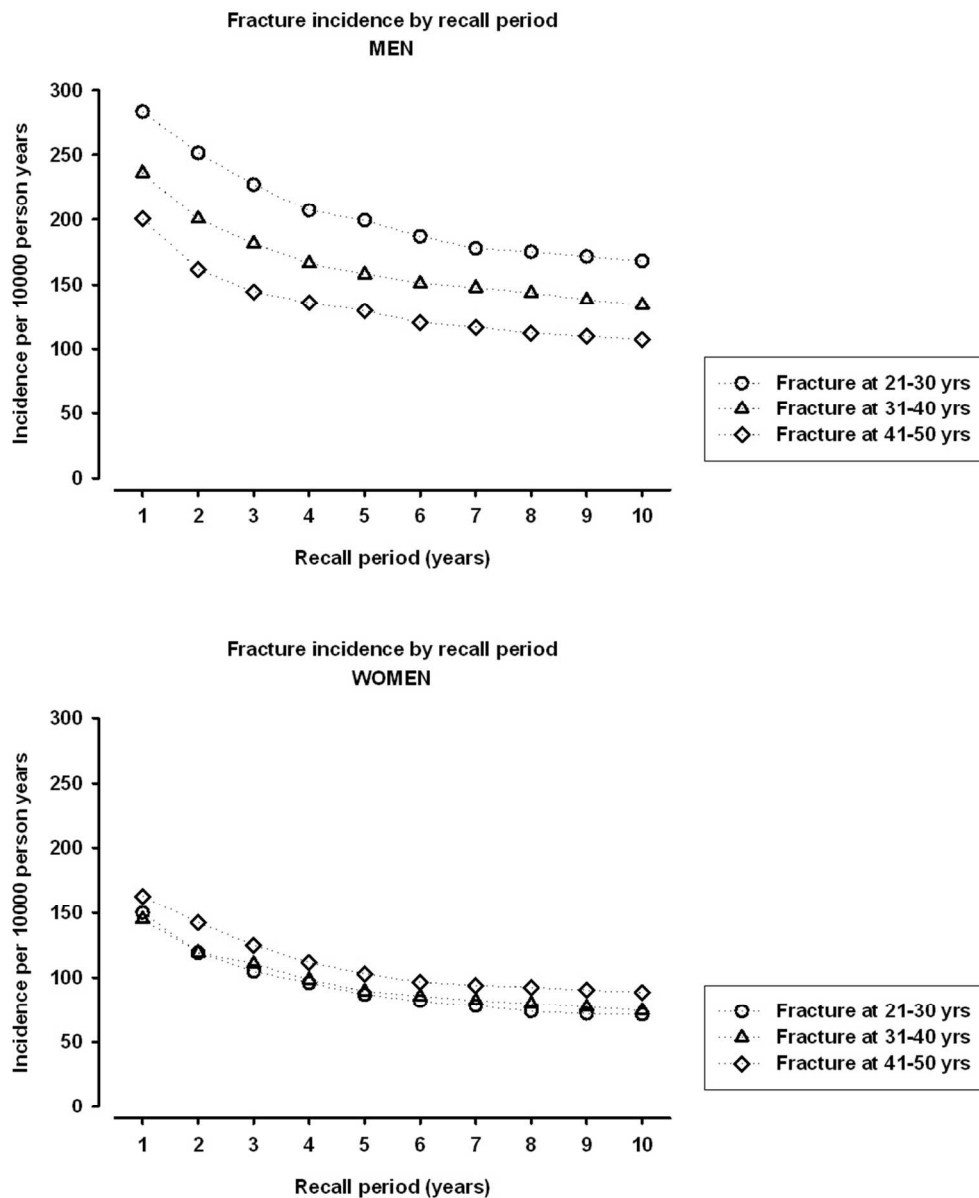 Fracture incidence by recall period
MEN
Incidence per 10000 person years
300
250
200
150
100
50
0
1 2 3 4 5 6 7 8 9 10
Recall period (years)
Fracture at 21-30 yrs
Fracture at 31-40 yrs
Fracture at 41-50 yrs
Fracture incidence by recall period
WOMEN
Incidence per 10000 person years
300
250
200
150
100
50
0
1 2 3 4 5 6 7 8 9 10
Recall period (years)
Fracture at 21-30 yrs
Fracture at 31-40 yrs
Fracture at 41-50 yrs